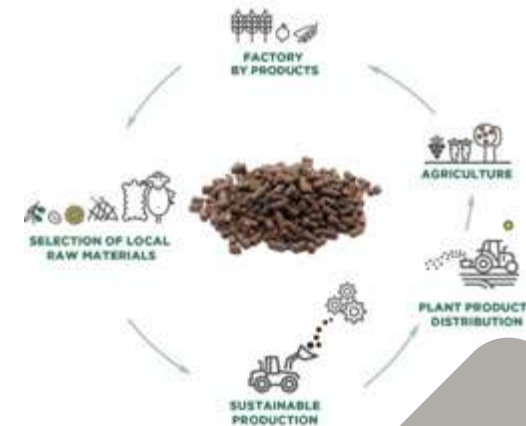 FACTORY
BY PRODUCTS
SELECTION OF LOCAL
RAW MATERIALS
AGRICULTURE
PLANT PRODUCT
DISTRIBUTION
SUSTAINABLE
PRODUCTION